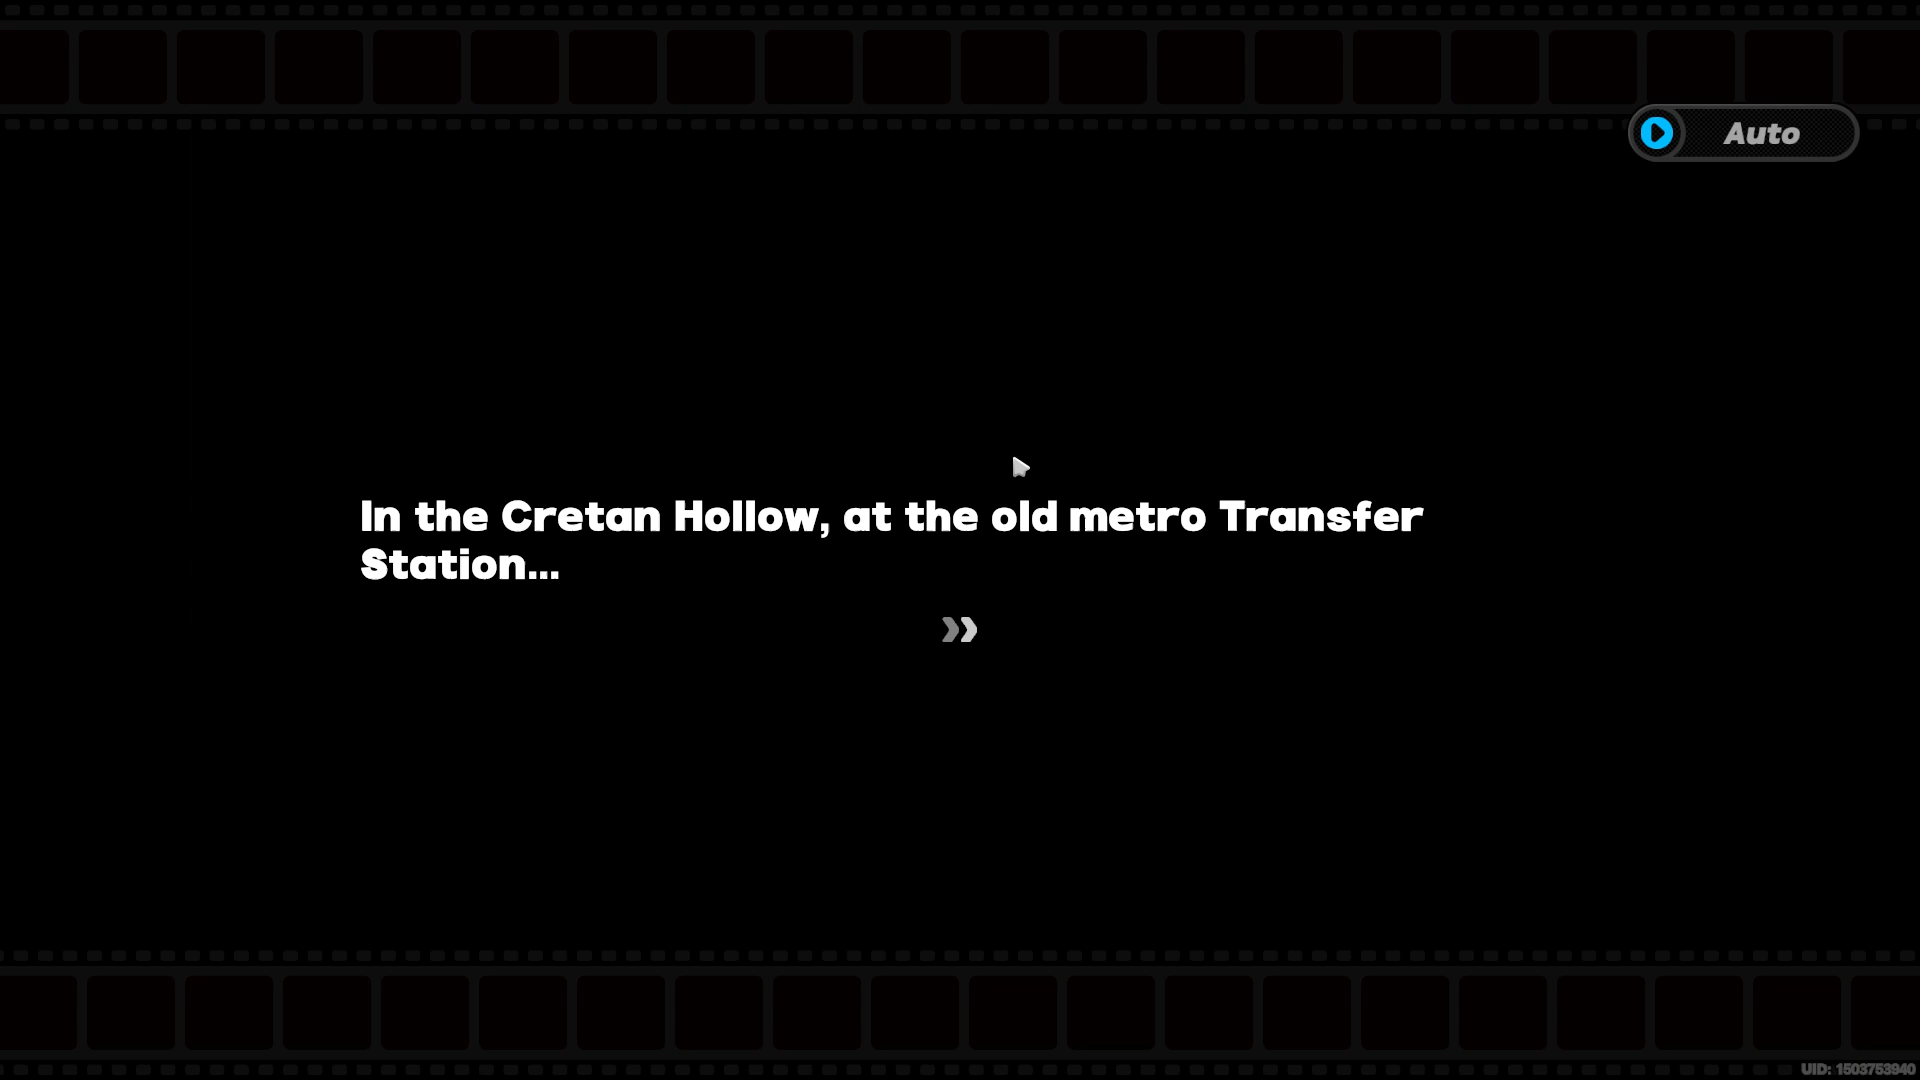 Auto
In the Cretan Hollow, at the old metro Transfer
Station...
UID: 1503753940